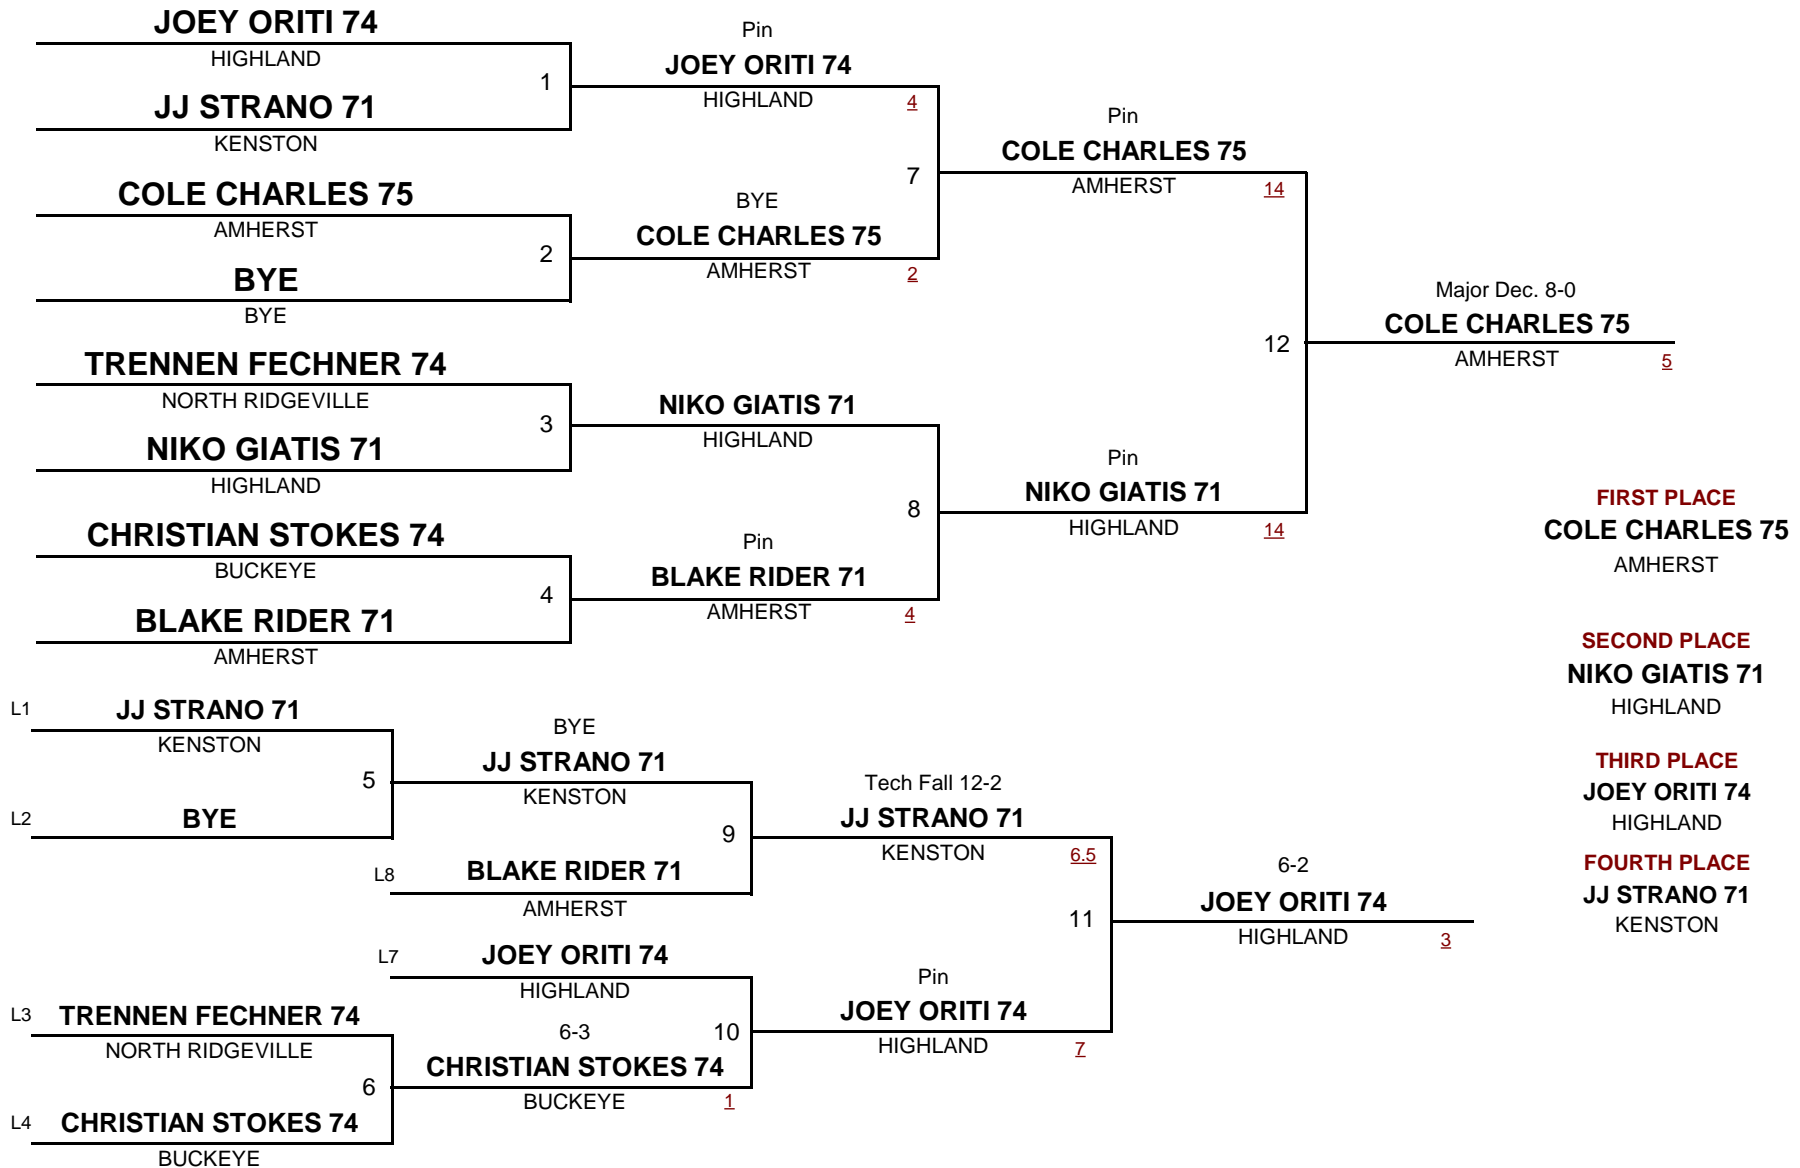 JOEY ORITI 74
HIGHLAND
1
JJ STRANO 71
KENSTON
COLE CHARLES 75
AMHERST
2
BYE
BYE
TRENNEN FECHNER 74
NORTH RIDGEVILLE
3
NIKO GIATIS 71
HIGHLAND
CHRISTIAN STOKES 74
BUCKEYE
4
BLAKE RIDER 71
AMHERST
Pin
JOEY ORITI 74
HIGHLAND 4
7
BYE
COLE CHARLES 75
AMHERST 2
NIKO GIATIS 71
HIGHLAND
8
Pin
BLAKE RIDER 71
AMHERST 4
Pin
COLE CHARLES 75
AMHERST 14
12
Pin
NIKO GIATIS 71
HIGHLAND 14
Major Dec. 8-0
COLE CHARLES 75
AMHERST 5
FIRST PLACE
COLE CHARLES 75
AMHERST
SECOND PLACE
NIKO GIATIS 71
HIGHLAND
THIRD PLACE
JOEY ORITI 74
HIGHLAND
FOURTH PLACE
JJ STRANO 71
KENSTON
L1 JJ STRANO 71
KENSTON
5
L2 BYE
BYE
JJ STRANO 71
KENSTON
9
L8 BLAKE RIDER 71
AMHERST
L7 JOEY ORITI 74
HIGHLAND
10
L3 TRENNEN FECHNER 74
NORTH RIDGEVILLE
6
L4 CHRISTIAN STOKES 74
BUCKEYE
6-3
CHRISTIAN STOKES 74
BUCKEYE 1
Tech Fall 12-2
JJ STRANO 71
KENSTON 6.5
11
Pin
JOEY ORITI 74
HIGHLAND 7
6-2
JOEY ORITI 74
HIGHLAND 3